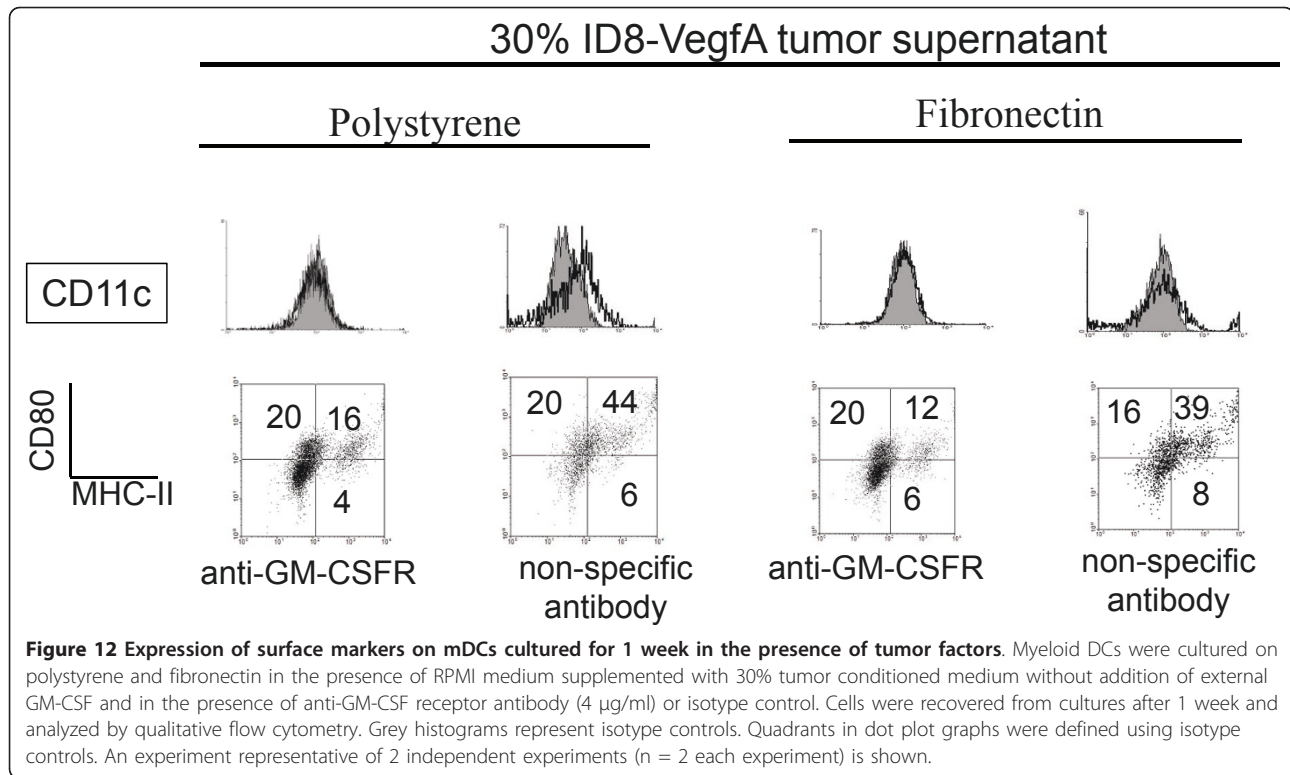 30% ID8-VegfA tumor supernatant
Polystyrene
Fibronectin
CD11c
CD80
MHC-II
20 16
4
20 44
6
20 12
6
16 39
8
anti-GM-CSFR
non-specific
antibody
anti-GM-CSFR
non-specific
antibody
Figure 12 Expression of surface markers on mDCs cultured for 1 week in the presence of tumor factors. Myeloid DCs were cultured on
polystyrene and fibronectin in the presence of RPMI medium supplemented with 30% tumor conditioned medium without addition of external
GM-CSF and in the presence of anti-GM-CSF receptor antibody (4 μg/ml) or isotype control. Cells were recovered from cultures after 1 week and
analyzed by qualitative flow cytometry. Grey histograms represent isotype controls. Quadrants in dot plot graphs were defined using isotype
controls. An experiment representative of 2 independent experiments (n = 2 each experiment) is shown.